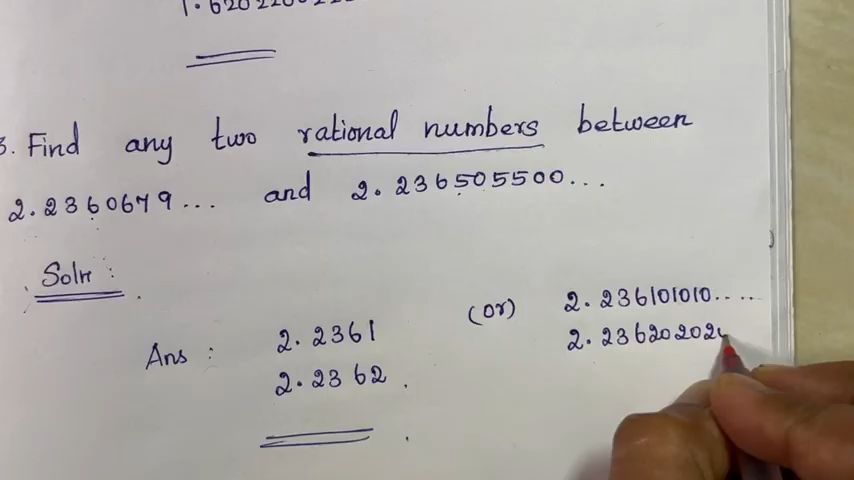 3. Find any two rational numbers between
2.2360679... and 2.236505500...
Soln :
Ans : 2.2361 (or) 2.236101010.....
2.2362. 2.23620202